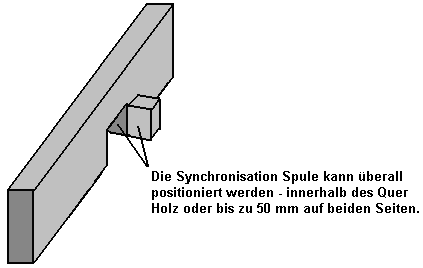 Die Synchronisation Spule kann überall
positioniert werden - innerhalb des Quer
Holz oder bis zu 50 mm auf beiden Seiten.